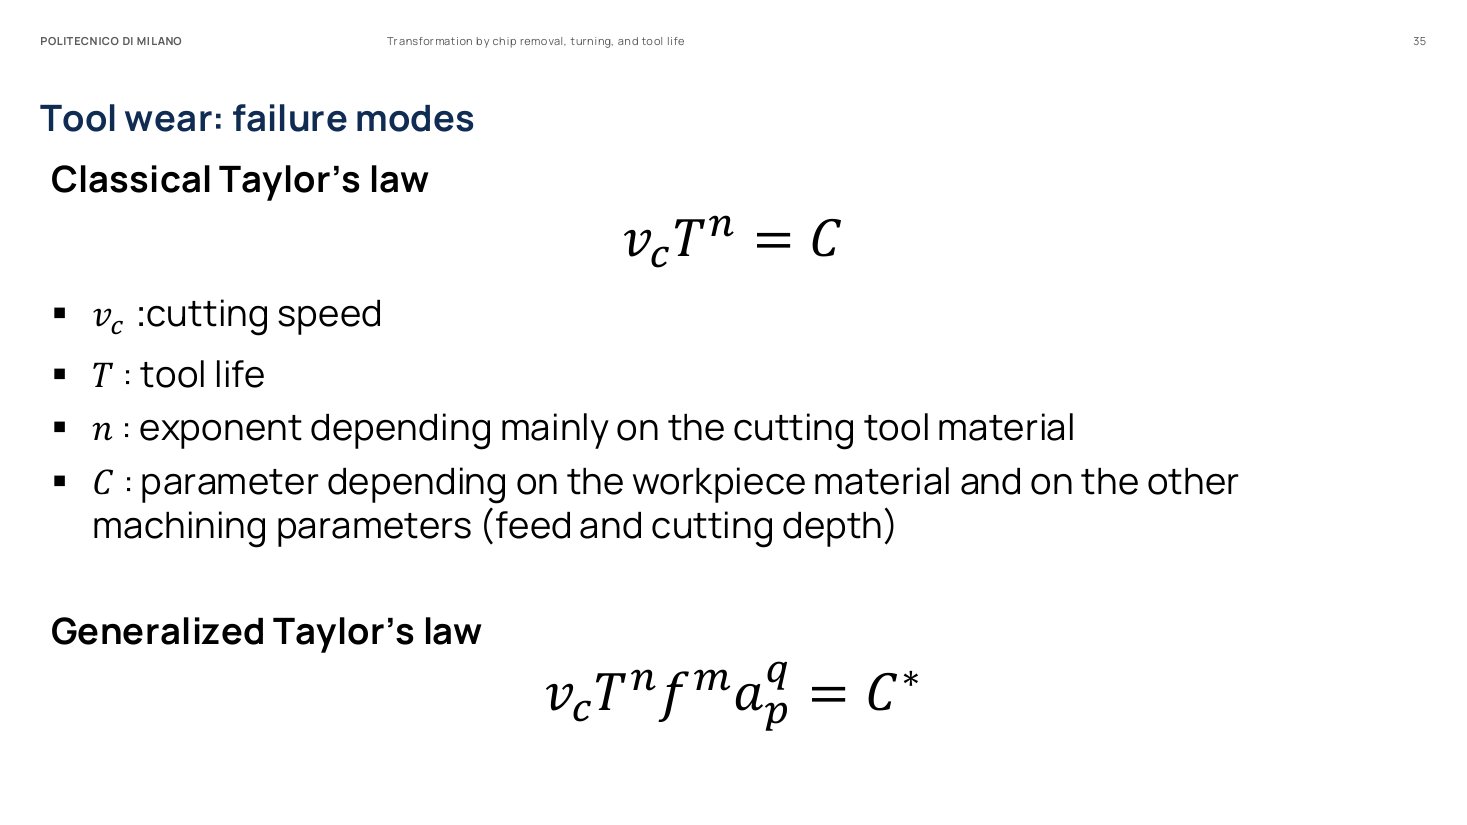 POLITECNICO DI MILANO Transformation by chip removal, turning, and tool life 35
Tool wear: failure modes
Classical Taylor’s law
$v_c T^n = C$
▪ $v_c$ :cutting speed
▪ $T$ : tool life
▪ $n$ : exponent depending mainly on the cutting tool material
▪ $C$ : parameter depending on the workpiece material and on the other
machining parameters (feed and cutting depth)
Generalized Taylor’s law
$v_c T^n f^m a_p^q = C^*$